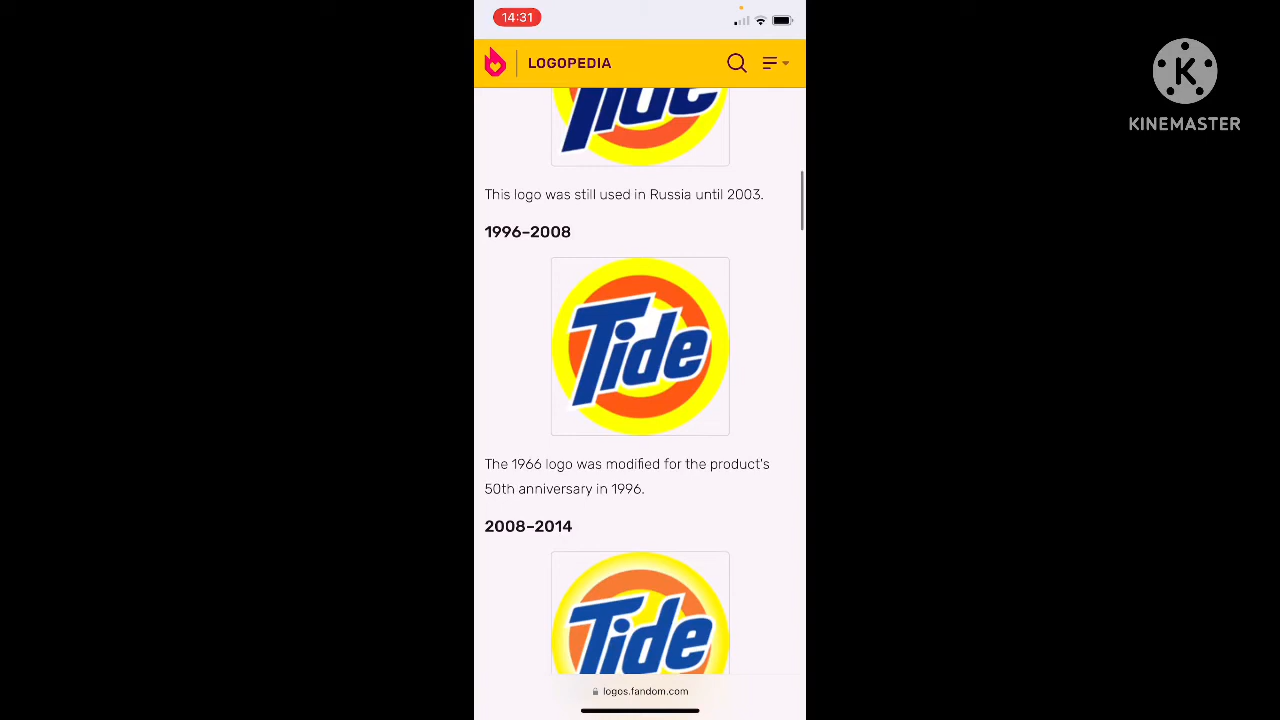 14:31
LOGOPEDIA
KINEMASTER
Tide
This logo was still used in Russia until 2003.
1996–2008
Tide
The 1966 logo was modified for the product's
50th anniversary in 1996.
2008–2014
Tide
logos.fandom.com